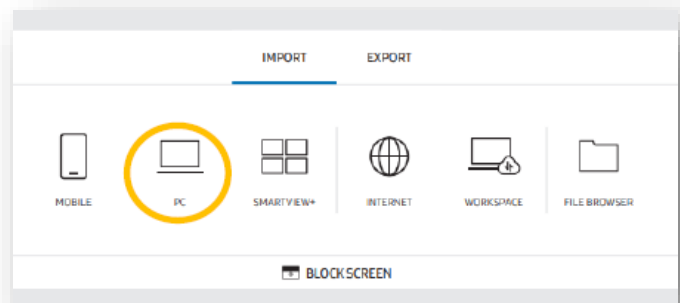 IMPORT EXPORT
MOBILE PC SMARTVIEW+ INTERNET WORKSPACE FILE BROWSER
BLOCK SCREEN